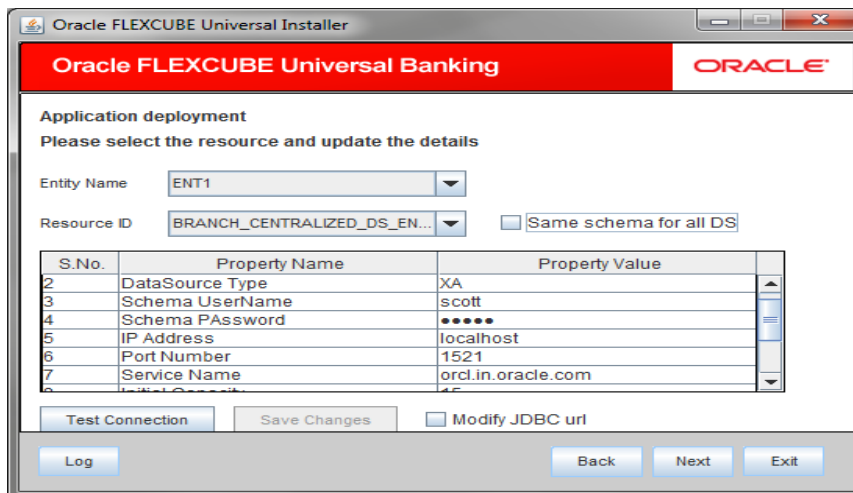 Oracle FLEXCUBE Universal Installer
Oracle FLEXCUBE Universal Banking ORACLE
Application deployment
Please select the resource and update the details
Entity Name ENT1
Resource ID BRANCH_CENTRALIZED_DS_EN... Same schema for all DS
S.No. Property Name Property Value
2 DataSource Type XA
3 Schema UserName scott
4 Schema PAssword •••••
5 IP Address localhost
6 Port Number 1521
7 Service Name orcl.in.oracle.com
Initial Capacity 15
Test Connection Save Changes Modify JDBC url
Log Back Next Exit